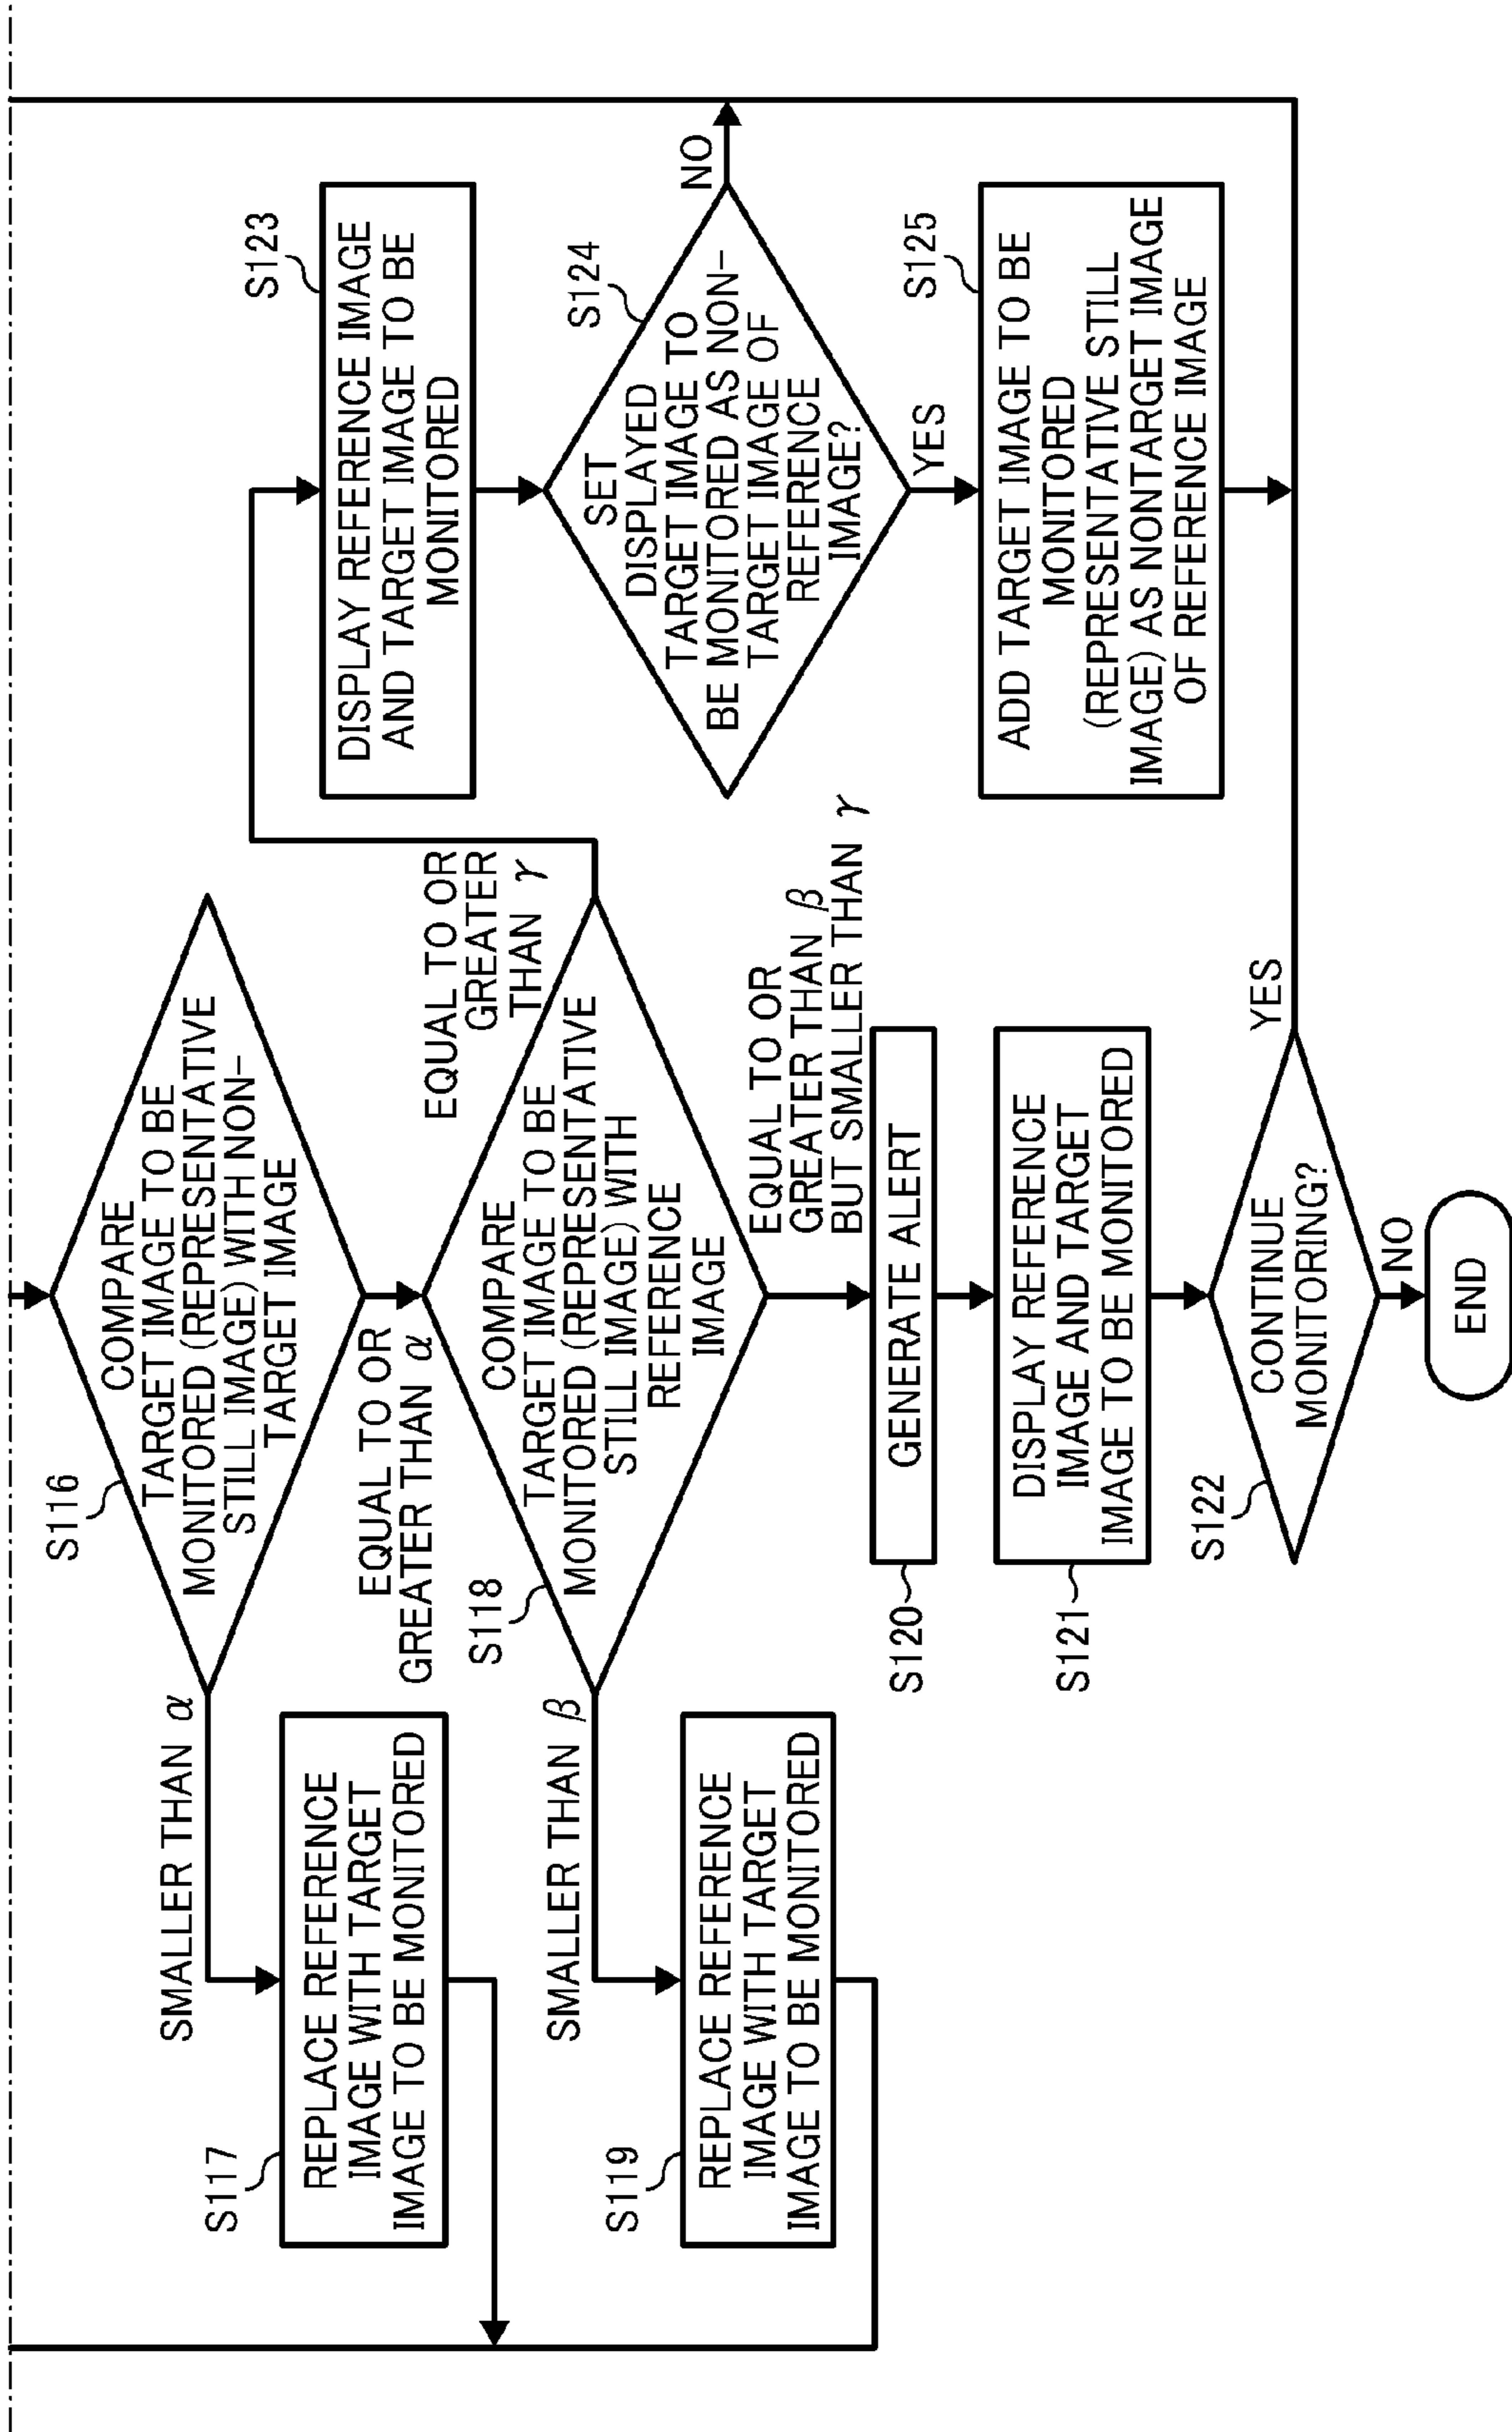 S116
COMPARE
TARGET IMAGE TO BE
MONITORED (REPRESENTATIVE
STILL IMAGE) WITH NON-
TARGET IMAGE
SMALLER THAN α
S117
REPLACE REFERENCE
IMAGE WITH TARGET
IMAGE TO BE MONITORED
EQUAL TO OR
GREATER THAN α
S118
COMPARE
TARGET IMAGE TO BE
MONITORED (REPRESENTATIVE
STILL IMAGE) WITH
REFERENCE
IMAGE
SMALLER THAN β
S119
REPLACE REFERENCE
IMAGE WITH TARGET
IMAGE TO BE MONITORED
EQUAL TO OR
GREATER THAN β
BUT SMALLER THAN γ
S120
GENERATE ALERT
S121
DISPLAY REFERENCE
IMAGE AND TARGET
IMAGE TO BE MONITORED
S122
CONTINUE
MONITORING?
YES
NO
END
EQUAL TO OR
GREATER
THAN γ
S123
DISPLAY REFERENCE IMAGE
AND TARGET IMAGE TO BE
MONITORED
S124
SET
DISPLAYED
TARGET IMAGE TO
BE MONITORED AS NON-
TARGET IMAGE OF
REFERENCE
IMAGE?
NO
YES
S125
ADD TARGET IMAGE TO BE
MONITORED
(REPRESENTATIVE STILL
IMAGE) AS NONTARGET IMAGE
OF REFERENCE IMAGE